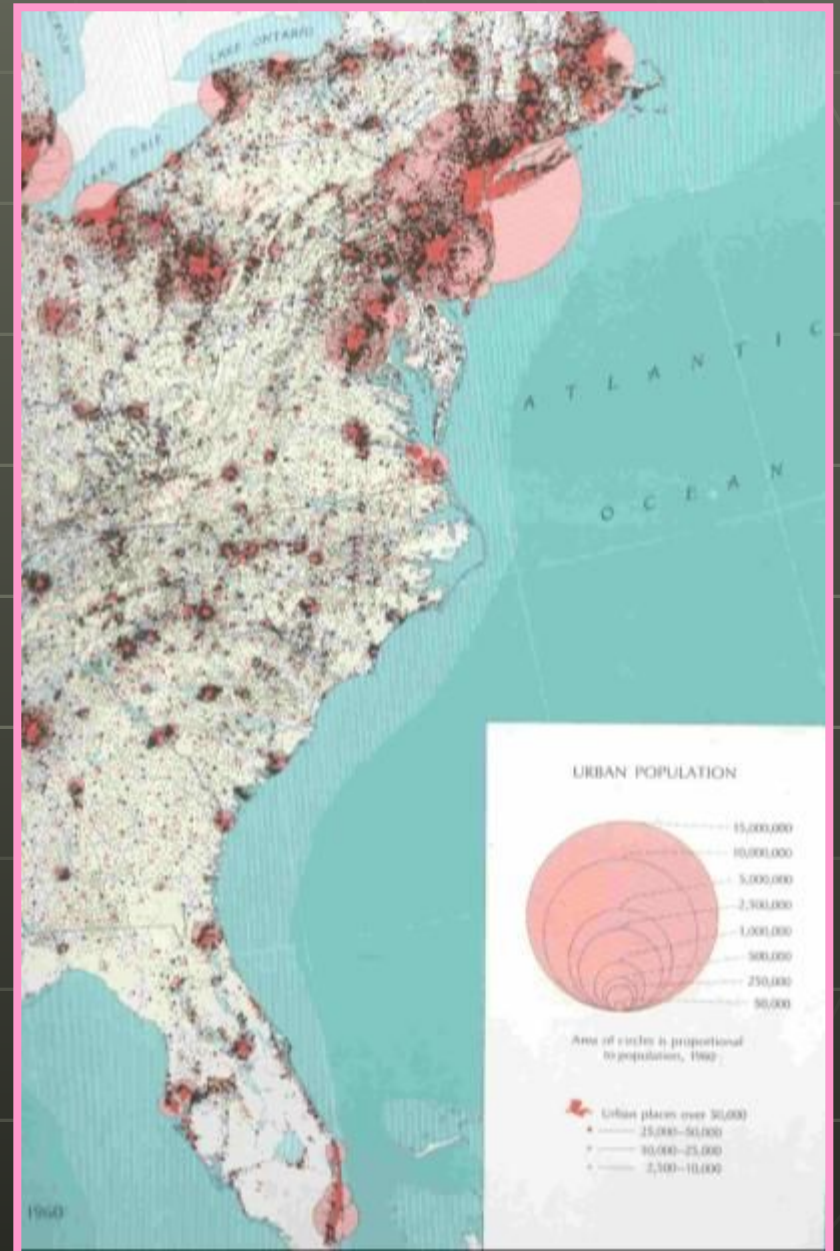 LAKE ONTARIO
LAKE ERIE
ATLANTIC
OCEAN
URBAN POPULATION
15,000,000
10,000,000
5,000,000
2,500,000
1,000,000
500,000
250,000
50,000
Area of circles is proportional
to population, 1960
Urban places over 50,000
25,000–50,000
10,000–25,000
2,500–10,000
1960